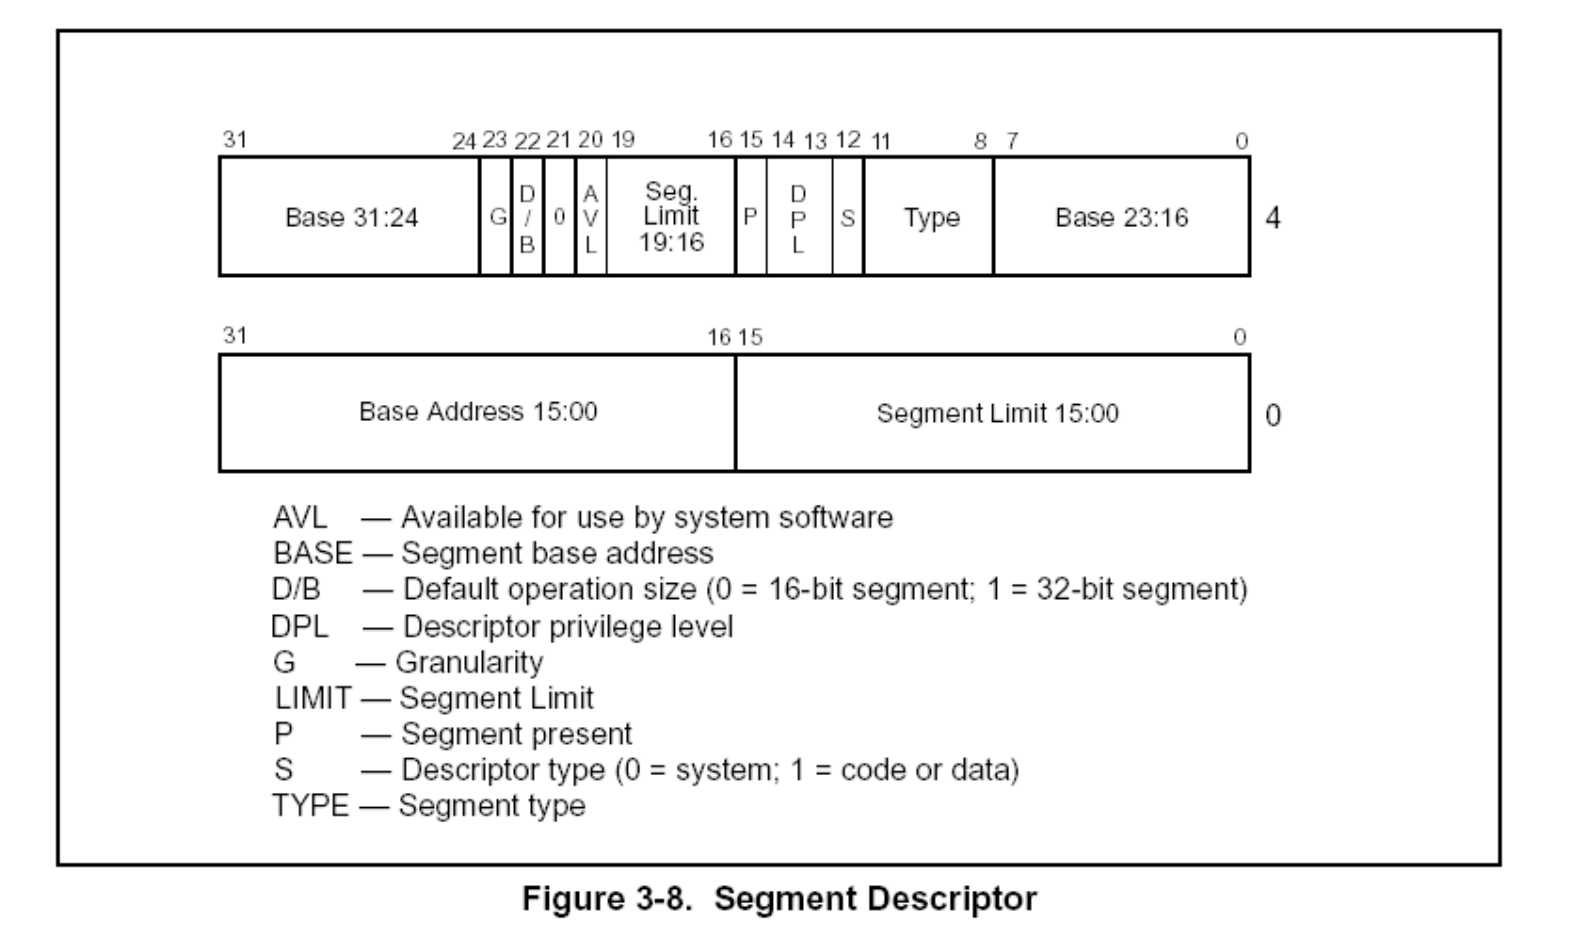 31 24 23 22 21 20 19 16 15 14 13 12 11 8 7 0
Base 31:24 G D/B 0 AVL Seg. Limit 19:16 P DPL S Type Base 23:16 4
31 16 15 0
Base Address 15:00 Segment Limit 15:00 0
AVL — Available for use by system software
BASE — Segment base address
D/B — Default operation size (0 = 16-bit segment; 1 = 32-bit segment)
DPL — Descriptor privilege level
G — Granularity
LIMIT — Segment Limit
P — Segment present
S — Descriptor type (0 = system; 1 = code or data)
TYPE — Segment type
Figure 3-8. Segment Descriptor